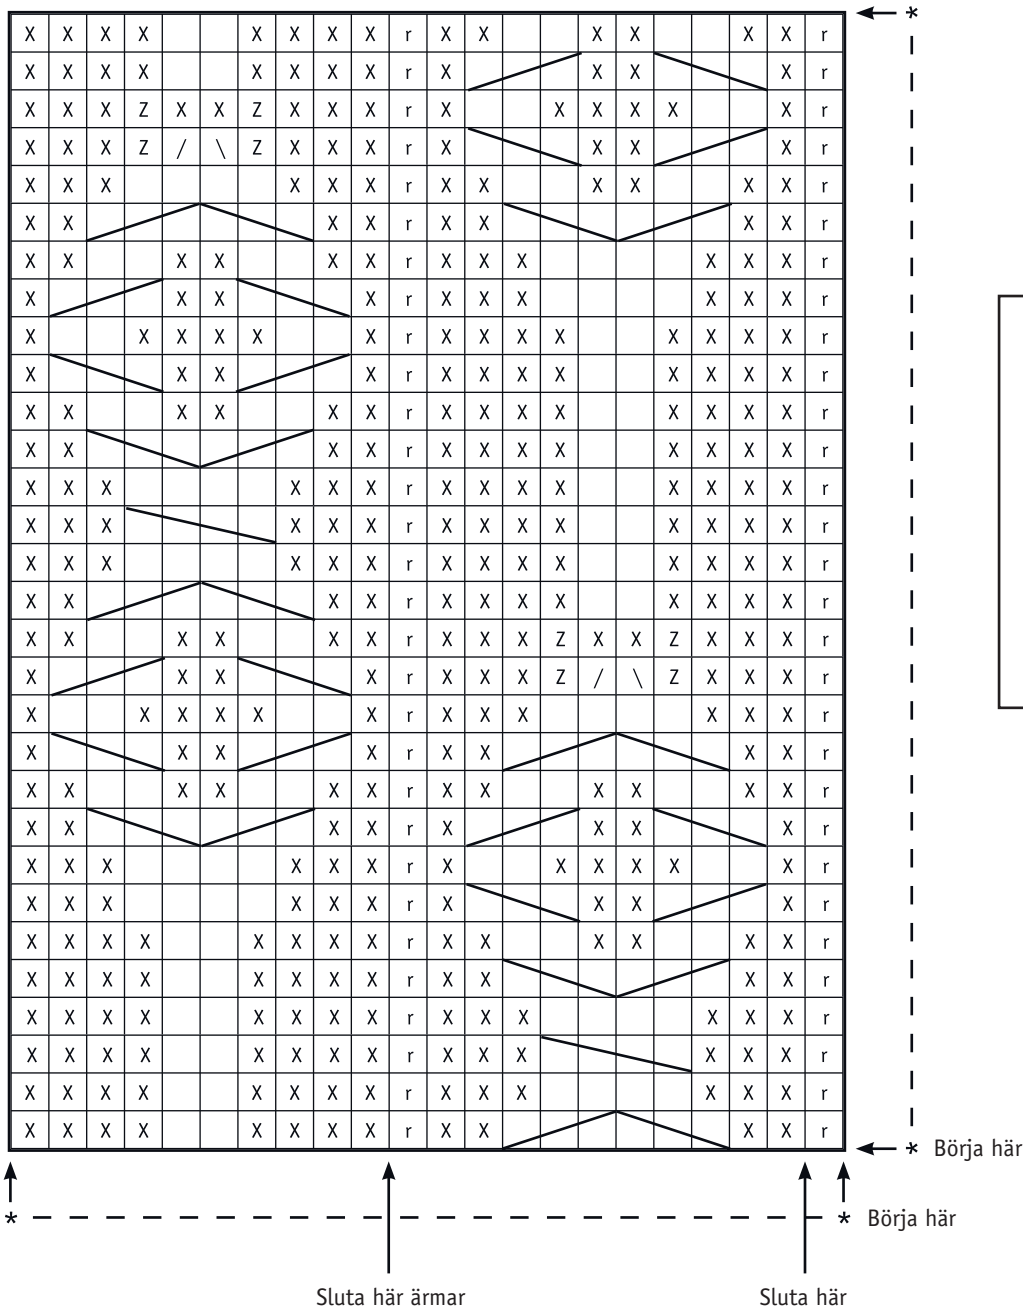 X X X X X X X X r X X X X X X r *
X X X X X X X X r X X X X r
X X X Z X X Z X X X r X X X X X X r
X X X Z / \ Z X X X r X X X X r
X X X X X X r X X X X X X r
X X X X r X X X X r
X X X X X X r X X X X X X r
X X X X r X X X X X X r
X X X X X X r X X X X X X X X r
X X X X r X X X X X X X X r
X X X X X X r X X X X X X X X r
X X X X r X X X X X X X X r
X X X X X X r X X X X X X X X r
X X X X X X r X X X X X X X X r
X X X X X X r X X X X X X X X r
X X X X r X X X X X X X X r
X X X X X X r X X X Z X X Z X X X r
X X X X r X X X Z / \ Z X X X r
X X X X X X r X X X X X X r
X X X X r X X X X r
X X X X X X r X X X X X X r
X X X X r X X X X r
X X X X X X r X X X X X X r
X X X X X X r X X X X r
X X X X X X X X r X X X X X X r
X X X X X X X X r X X X X r
X X X X X X X X r X X X X X X r
X X X X X X X X r X X X X X X r
X X X X X X X X r X X X X X X r
X X X X X X X X r X X X X r
* Börja här
* * Börja här
Sluta här ärmar Sluta här